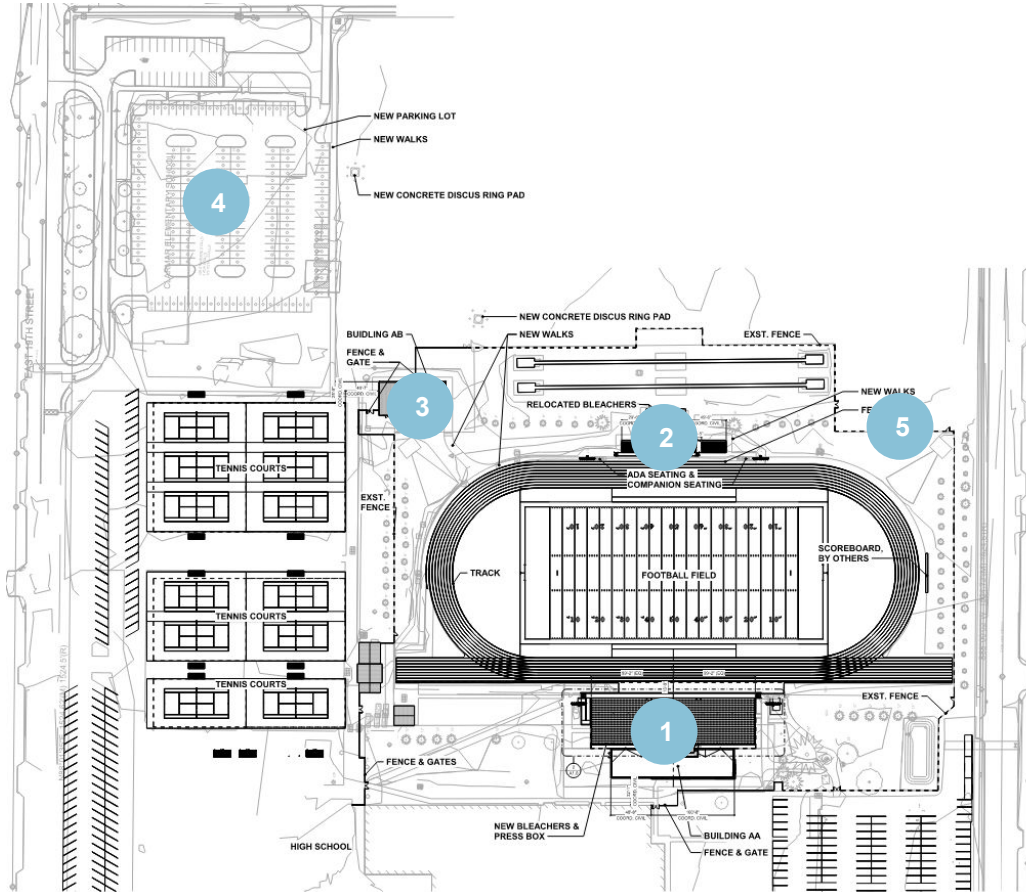 NEW PARKING LOT
NEW WALKS
4
NEW CONCRETE DISCUS RING PAD
EAST 19TH STREET
NEW CONCRETE DISCUS RING PAD
BUIDLING AB
NEW WALKS
EXST. FENCE
FENCE &
GATE
3
RELOCATED BLEACHERS
NEW WALKS
2
5
ADA SEATING &
COMPANION SEATING
TENNIS COURTS
EXST.
FENCE
SCOREBOARD,
BY OTHERS
TRACK
FOOTBALL FIELD
TENNIS COURTS
TENNIS COURTS
EXST. FENCE
1
FENCE & GATES
NEW BLEACHERS &
PRESS BOX
BUILDING AA
HIGH SCHOOL
FENCE & GATE